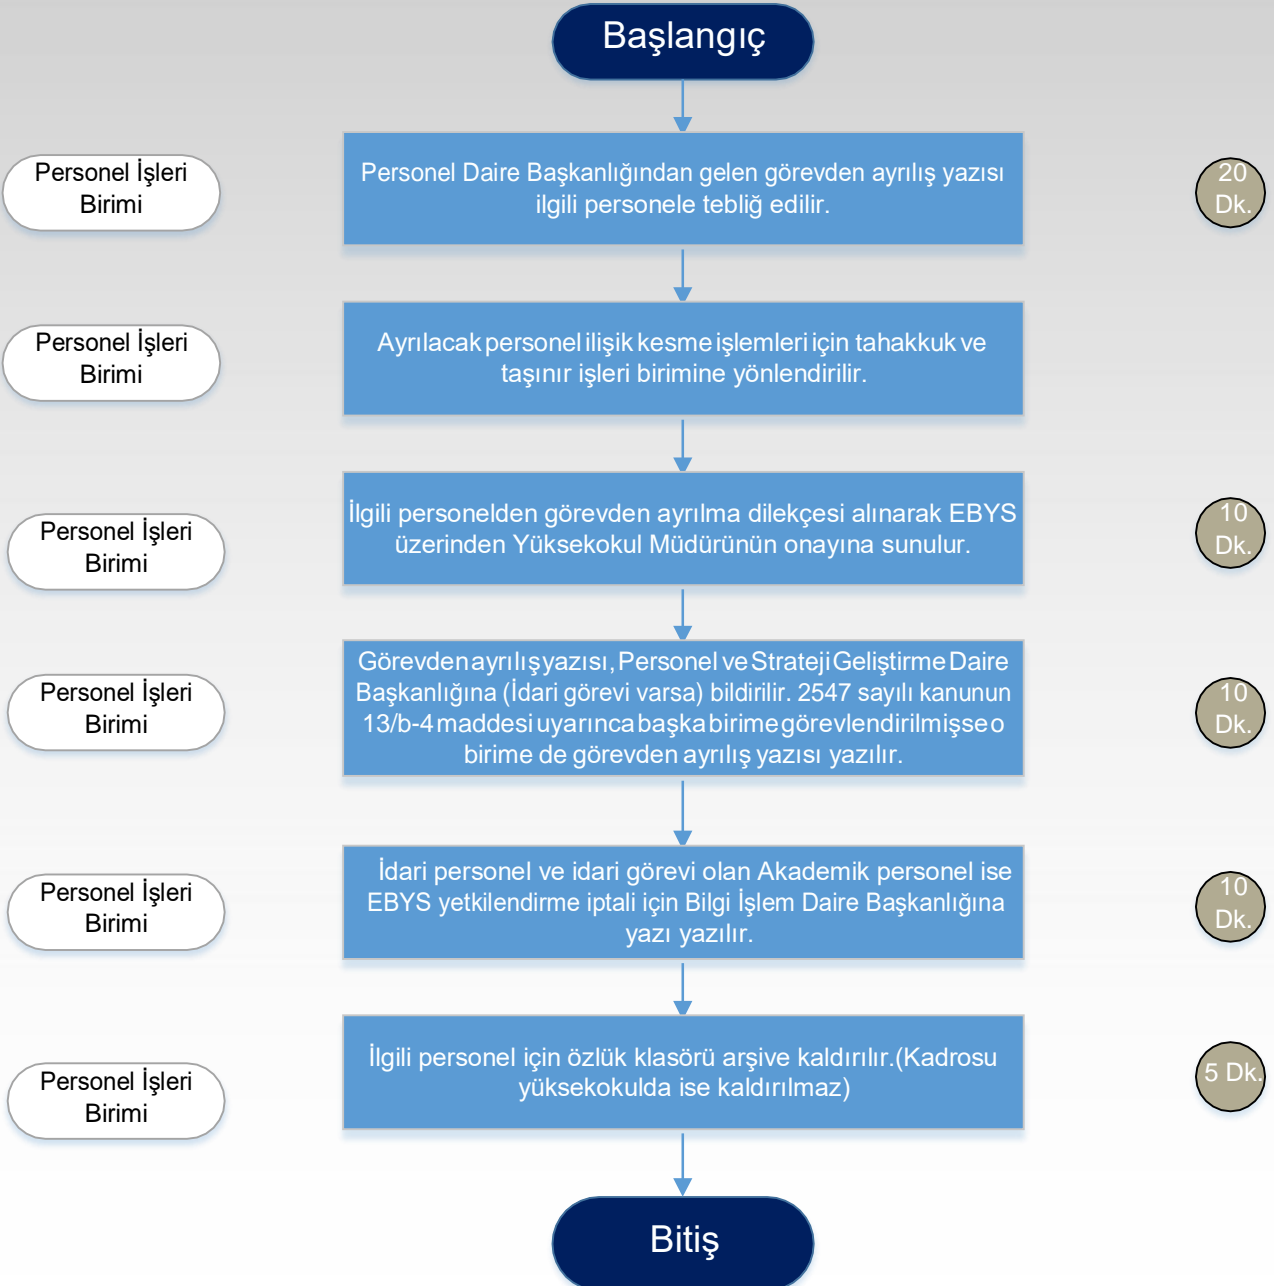 Başlangıç
Personel İşleri
Birimi
Personel Daire Başkanlığından gelen görevden ayrılış yazısı
ilgili personele tebliğ edilir.
20
Dk.
Personel İşleri
Birimi
Ayrılacak personel ilişik kesme işlemleri için tahakkuk ve
taşınır işleri birimine yönlendirilir.
Personel İşleri
Birimi
İlgili personelden görevden ayrılma dilekçesi alınarak EBYS
üzerinden Yüksekokul Müdürünün onayına sunulur.
10
Dk.
Personel İşleri
Birimi
Görevden ayrılış yazısı, Personel ve Strateji Geliştirme Daire
Başkanlığına (İdari görevi varsa) bildirilir. 2547 sayılı kanunun
13/b-4 maddesi uyarınca başka birime görevlendirilmişse o
birime de görevden ayrılış yazısı yazılır.
10
Dk.
Personel İşleri
Birimi
İdari personel ve idari görevi olan Akademik personel ise
EBYS yetkilendirme iptali için Bilgi İşlem Daire Başkanlığına
yazı yazılır.
10
Dk.
Personel İşleri
Birimi
İlgili personel için özlük klasörü arşive kaldırılır.(Kadrosu
yüksekokulda ise kaldırılmaz)
5 Dk.
Bitiş